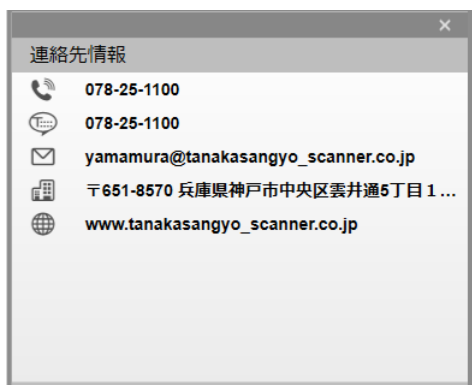 連絡先情報
078-25-1100
078-25-1100
yamamura@tanakasangyo_scanner.co.jp
〒651-8570 兵庫県神戸市中央区雲井通5丁目１...
www.tanakasangyo_scanner.co.jp